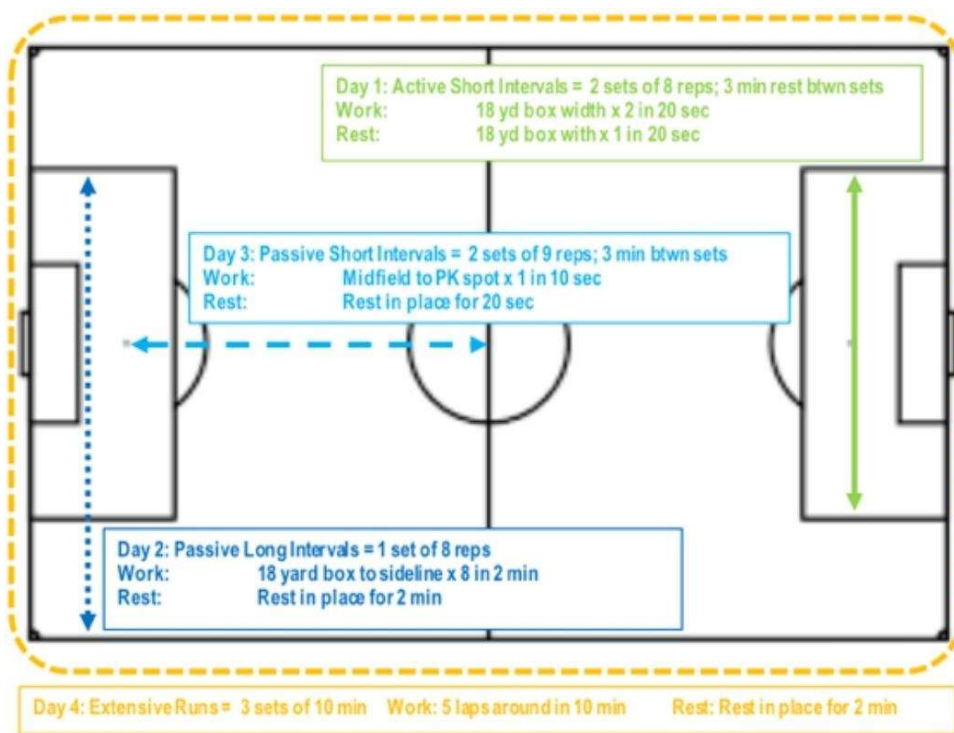 Day 1: Active Short Intervals = 2 sets of 8 reps; 3 min rest btwn sets
Work: 18 yd box width x 2 in 20 sec
Rest: 18 yd box with x 1 in 20 sec
Day 3: Passive Short Intervals = 2 sets of 9 reps; 3 min btwn sets
Work: Midfield to PK spot x 1 in 10 sec
Rest: Rest in place for 20 sec
Day 2: Passive Long Intervals = 1 set of 8 reps
Work: 18 yard box to sideline x 8 in 2 min
Rest: Rest in place for 2 min
Day 4: Extensive Runs = 3 sets of 10 min Work: 5 laps around in 10 min Rest: Rest in place for 2 min